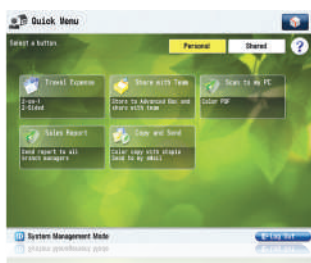 Quick Menu
Select a button.
Personal
Shared
?
Travel Expense
2-on-1
2-Sided
Share with Team
Store to Advanced Box and
share with team
Scan to my PC
Color PDF
Sales Report
Send report to all
branch managers
Copy and Send
Color copy with staple
Send to my email
System Management Mode
Log Out